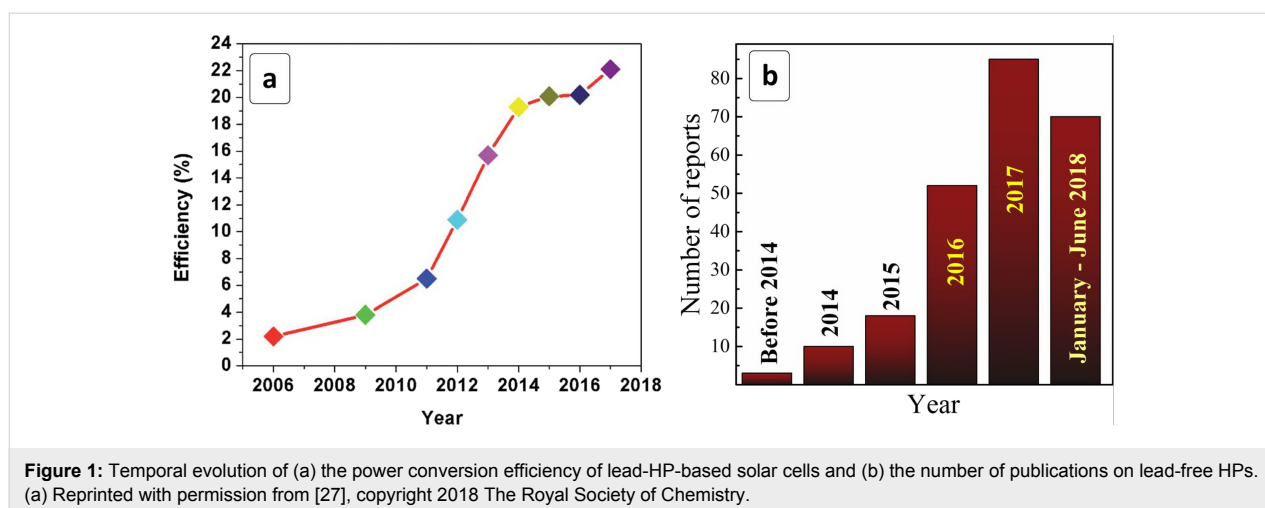 a
24
22
20
18
16
14
12
10
8
6
4
2
0
Efficiency (%)
2006 2008 2010 2012 2014 2016 2018
Year
b
80
70
60
50
40
30
20
10
Number of reports
Before 2014
2014
2015
2016
2017
January - June 2018
Year
Figure 1: Temporal evolution of (a) the power conversion efficiency of lead-HP-based solar cells and (b) the number of publications on lead-free HPs.
(a) Reprinted with permission from [27], copyright 2018 The Royal Society of Chemistry.